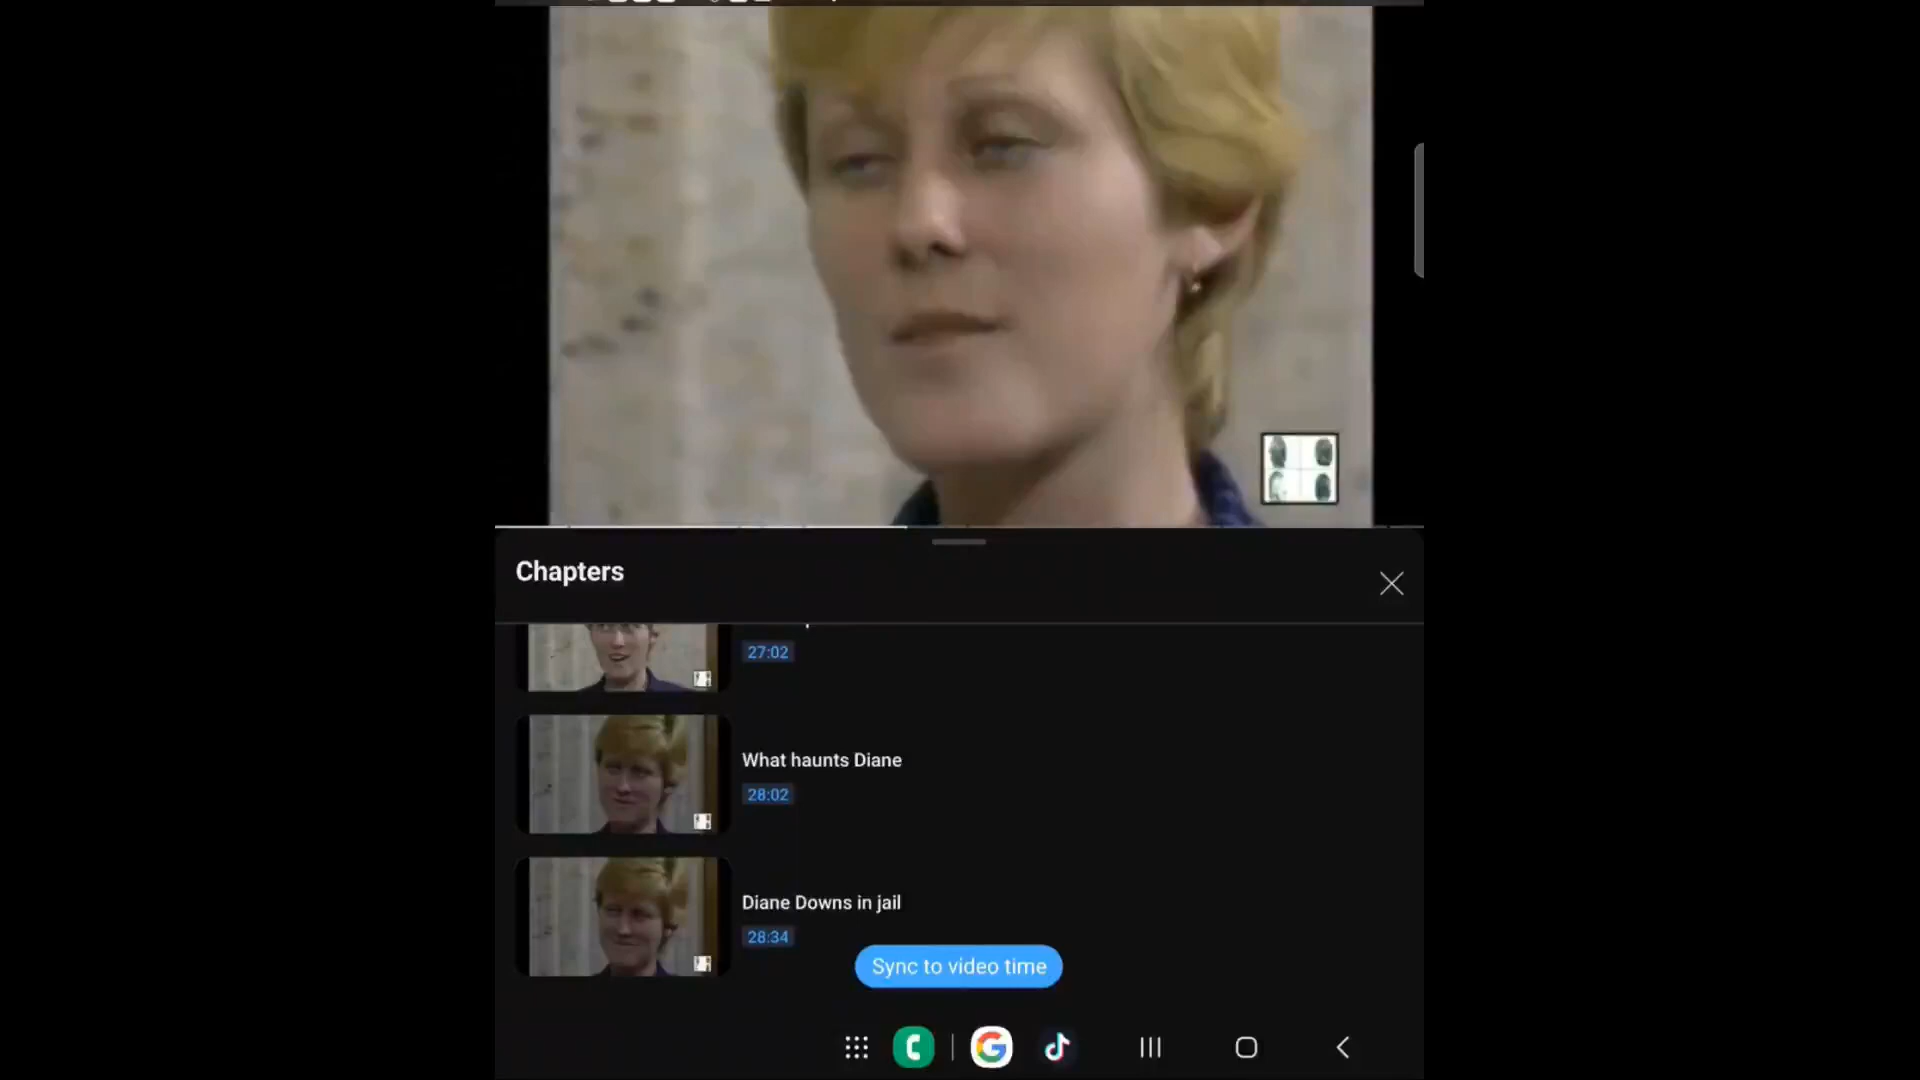 Chapters
27:02
What haunts Diane
28:02
Diane Downs in jail
28:34
Sync to video time